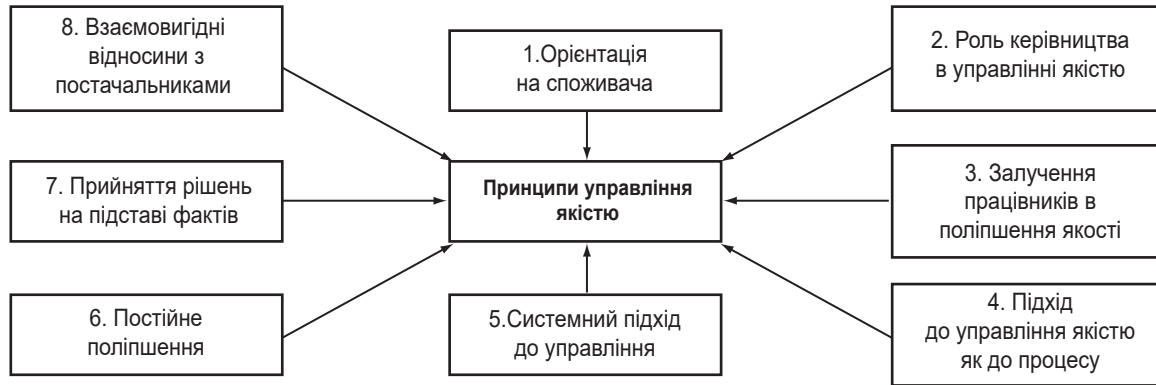 8. Взаємовигідні
відносини з
постачальниками
1.Орієнтація
на споживача
2. Роль керівництва
в управлінні якістю
7. Прийняття рішень
на підставі фактів
Принципи управління
якістю
3. Залучення
працівників в
поліпшення якості
6. Постійне
поліпшення
5.Системний підхід
до управління
4. Підхід
до управління якістю
як до процесу